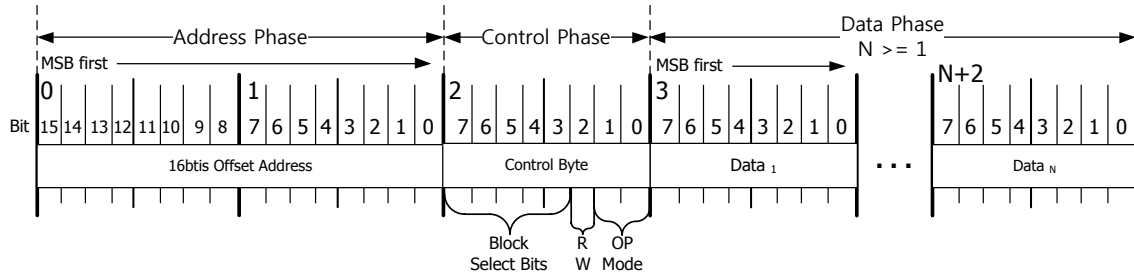 Address Phase Control Phase Data Phase
N >= 1
MSB first MSB first
0 1 2 3 N+2
Bit 15 14 13 12 11 10 9 8 7 6 5 4 3 2 1 0 7 6 5 4 3 2 1 0 7 6 5 4 3 2 1 0 7 6 5 4 3 2 1 0
16btis Offset Address Control Byte Data 1 ... Data N
Block R OP
Select Bits W Mode